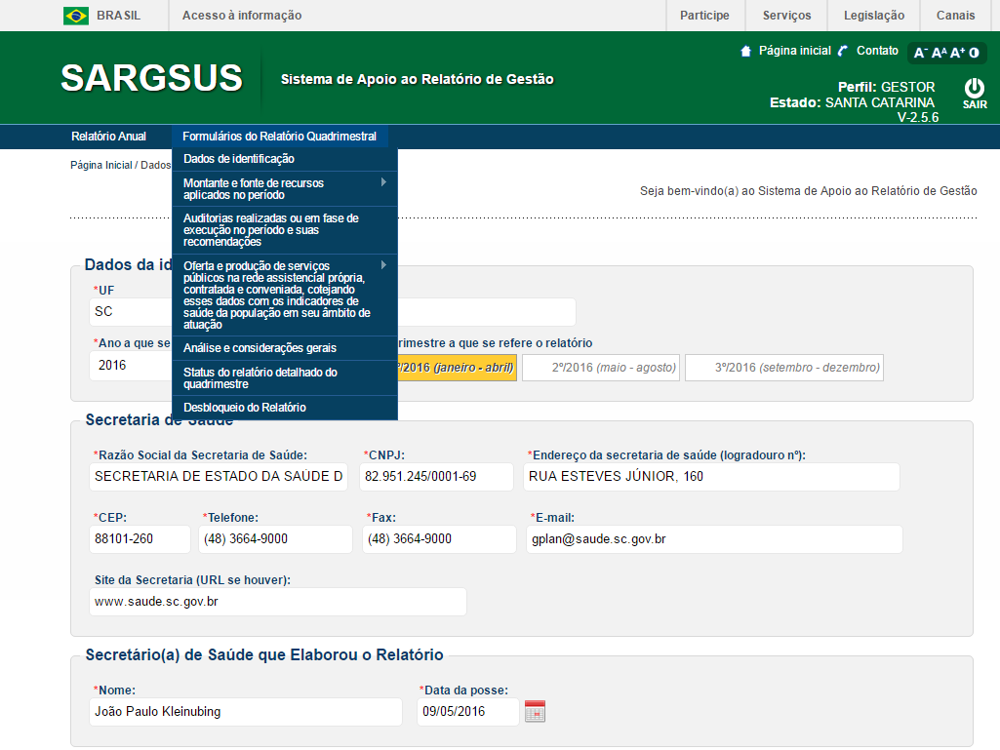 BRASIL Acesso à informação Participe Serviços Legislação Canais
Página inicial Contato A- AA A+
SARGSUS
Sistema de Apoio ao Relatório de Gestão
Perfil: GESTOR
Estado: SANTA CATARINA
V-2.5.6
SAIR
Relatório Anual Formulários do Relatório Quadrimestral
Dados de identificação
Montante e fonte de recursos
aplicados no período
Auditorias realizadas ou em fase de
execução no período e suas
recomendações
Oferta e produção de serviços
públicos na rede assistencial própria,
contratada e conveniada, cotejando
esses dados com os indicadores de
saúde da população em seu âmbito de
atuação
Análise e considerações gerais
Status do relatório detalhado do
quadrimestre
Desbloqueio do Relatório
Página Inicial / Dados
Seja bem-vindo(a) ao Sistema de Apoio ao Relatório de Gestão
Dados da id
*UF
SC
*Ano a que se rimestre a que se refere o relatório
2016 º/2016 (janeiro - abril) 2º/2016 (maio - agosto) 3º/2016 (setembro - dezembro)
Secretaria de Saúde
*Razão Social da Secretaria de Saúde: *CNPJ: *Endereço da secretaria de saúde (logradouro nº):
SECRETARIA DE ESTADO DA SAÚDE D 82.951.245/0001-69 RUA ESTEVES JÚNIOR, 160
*CEP: *Telefone: *Fax: *E-mail:
88101-260 (48) 3664-9000 (48) 3664-9000 gplan@saude.sc.gov.br
Site da Secretaria (URL se houver):
www.saude.sc.gov.br
Secretário(a) de Saúde que Elaborou o Relatório
*Nome: *Data da posse:
João Paulo Kleinubing 09/05/2016